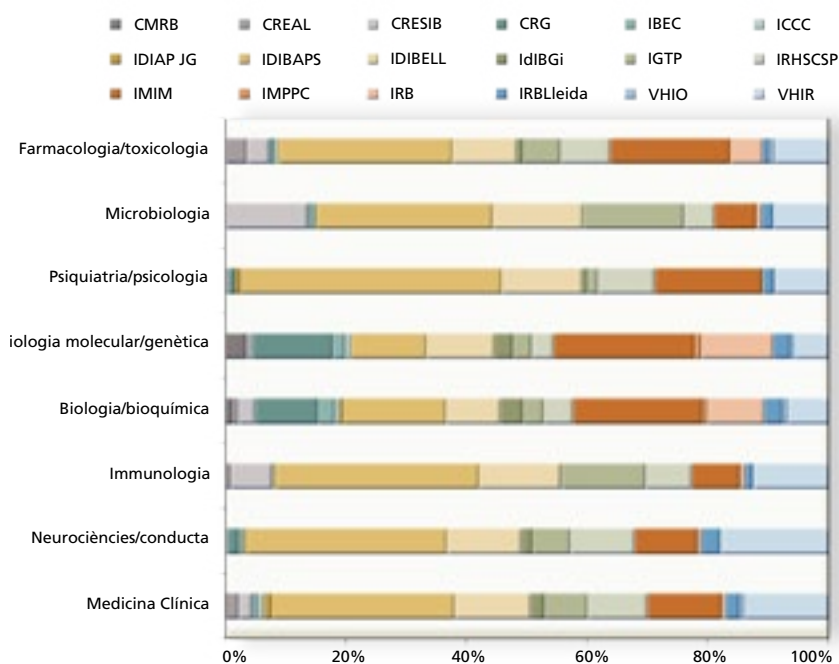 CMRB CREAL CRESIB CRG IBEC ICCC
IDIAP JG IDIBAPS IDIBELL IdIBGi IGTP IRHSCSP
IMIM IMPPC IRB IRBLleida VHIO VHIR
Farmacologia/toxicologia
Microbiologia
Psiquiatria/psicologia
iologia molecular/genètica
Biologia/bioquímica
Immunologia
Neurociències/conducta
Medicina Clínica
0% 20% 40% 60% 80% 100%